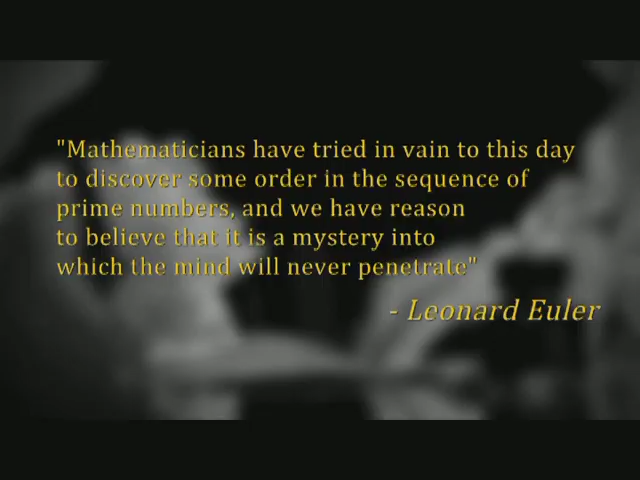 "Mathematicians have tried in vain to this day
to discover some order in the sequence of
prime numbers, and we have reason
to believe that it is a mystery into
which the mind will never penetrate"
- Leonard Euler